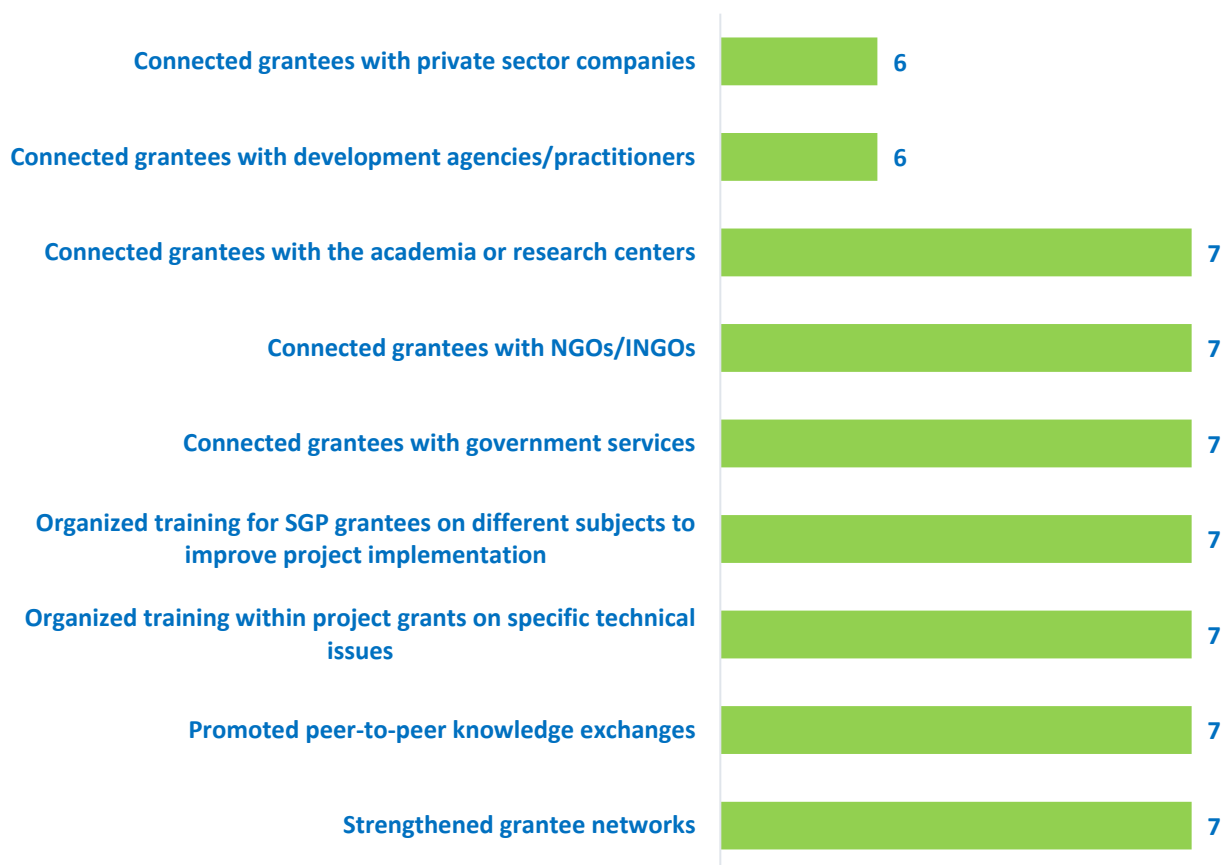 Connected grantees with private sector companies 6
Connected grantees with development agencies/practitioners 6
Connected grantees with the academia or research centers 7
Connected grantees with NGOs/INGOs 7
Connected grantees with government services 7
Organized training for SGP grantees on different subjects to
improve project implementation 7
Organized training within project grants on specific technical
issues 7
Promoted peer-to-peer knowledge exchanges 7
Strengthened grantee networks 7